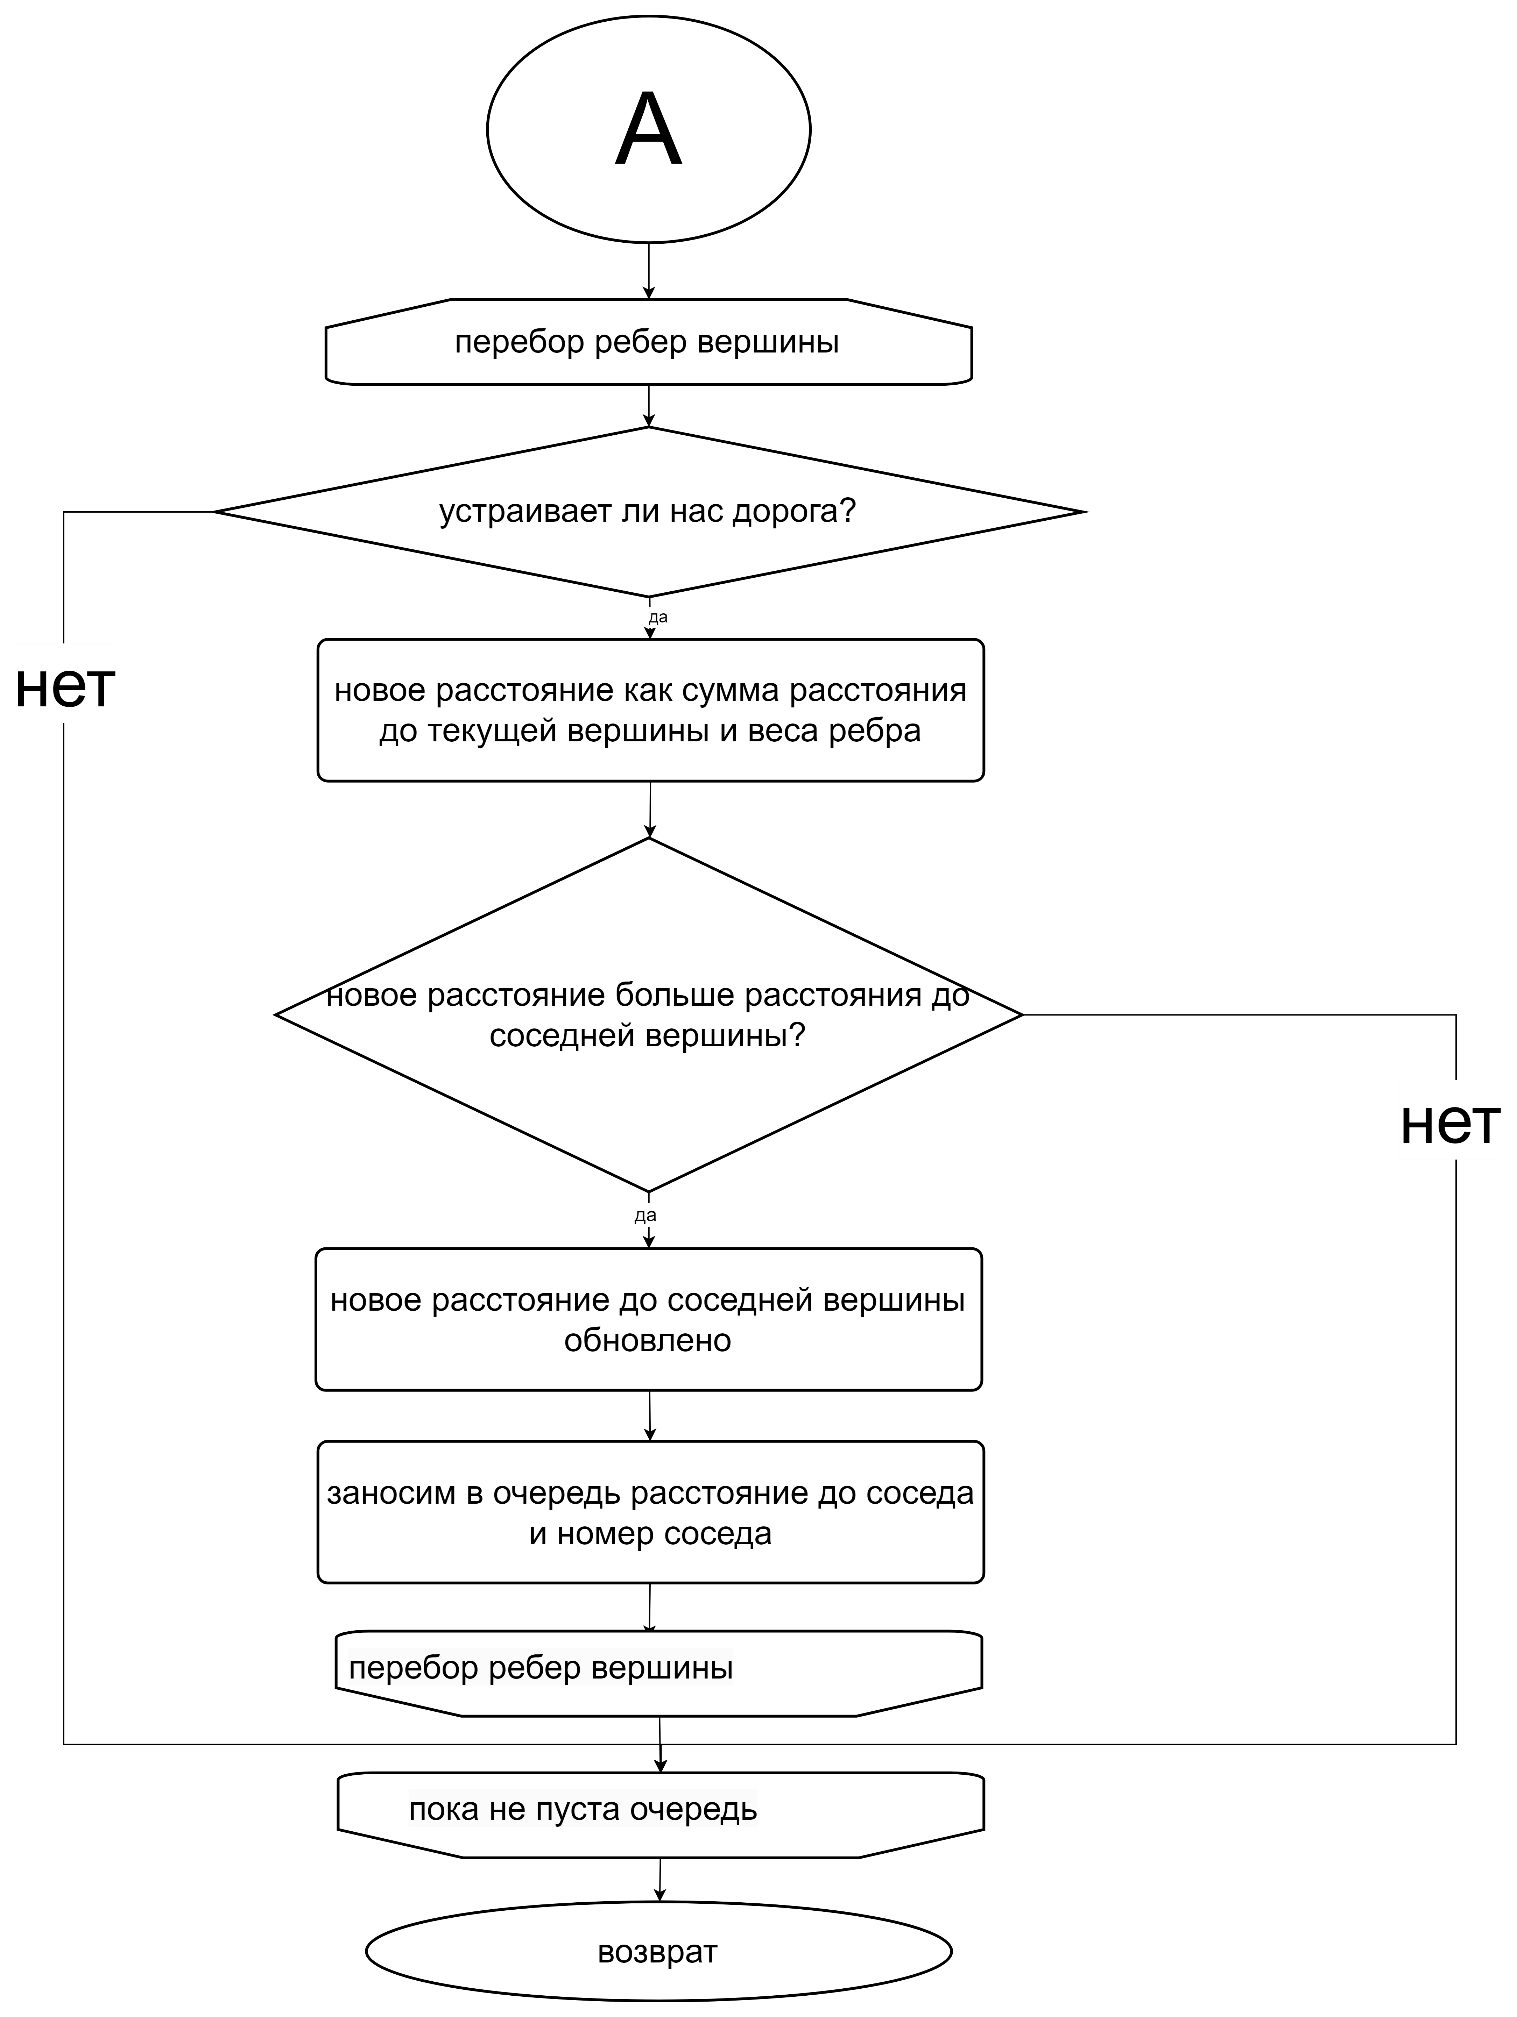 А
перебор ребер вершины
устраивает ли нас дорога?
да
нет
новое расстояние как сумма расстояния
до текущей вершины и веса ребра
новое расстояние больше расстояния до
соседней вершины?
нет
да
новое расстояние до соседней вершины
обновлено
заносим в очередь расстояние до соседа
и номер соседа
перебор ребер вершины
пока не пуста очередь
возврат